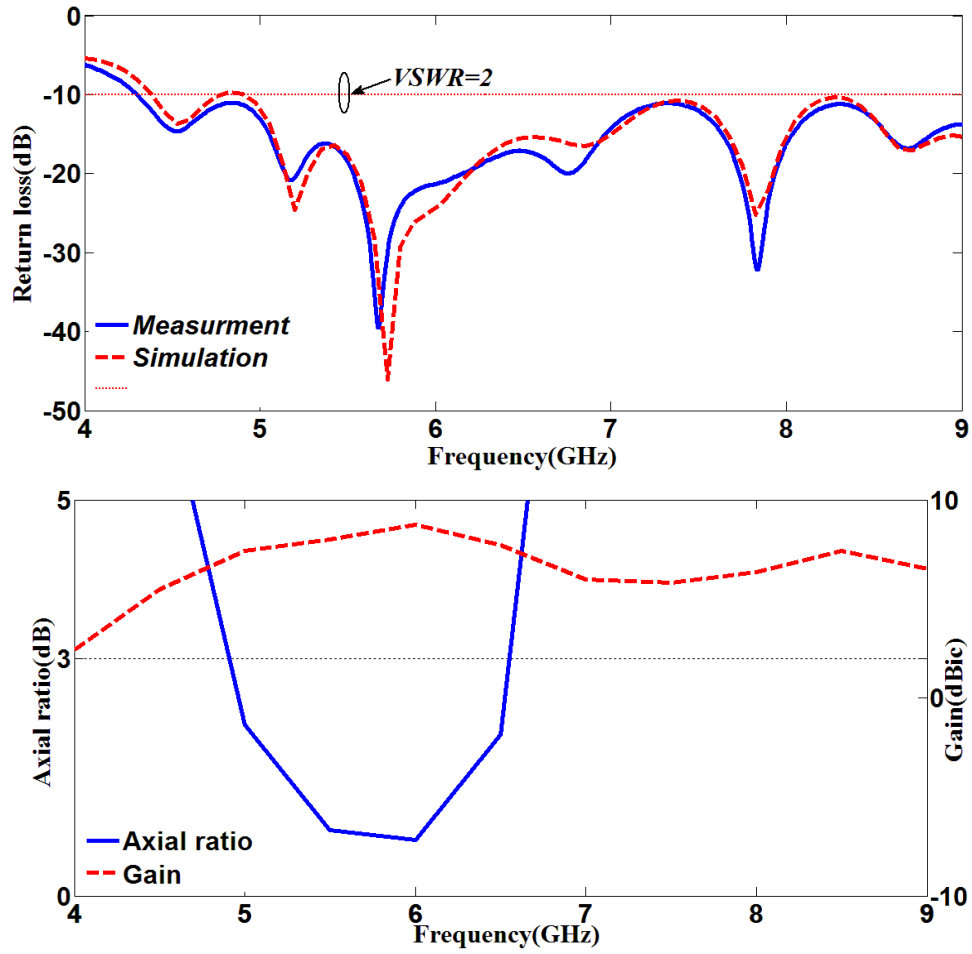 0
-10
-20
-30
-40
-50
Return loss(dB)
VSWR=2
Measurment
Simulation
4 5 6 7 8 9
Frequency(GHz)
5
3
0
Axial ratio(dB)
10
0
-10
Gain(dBic)
Axial ratio
Gain
4 5 6 7 8 9
Frequency(GHz)